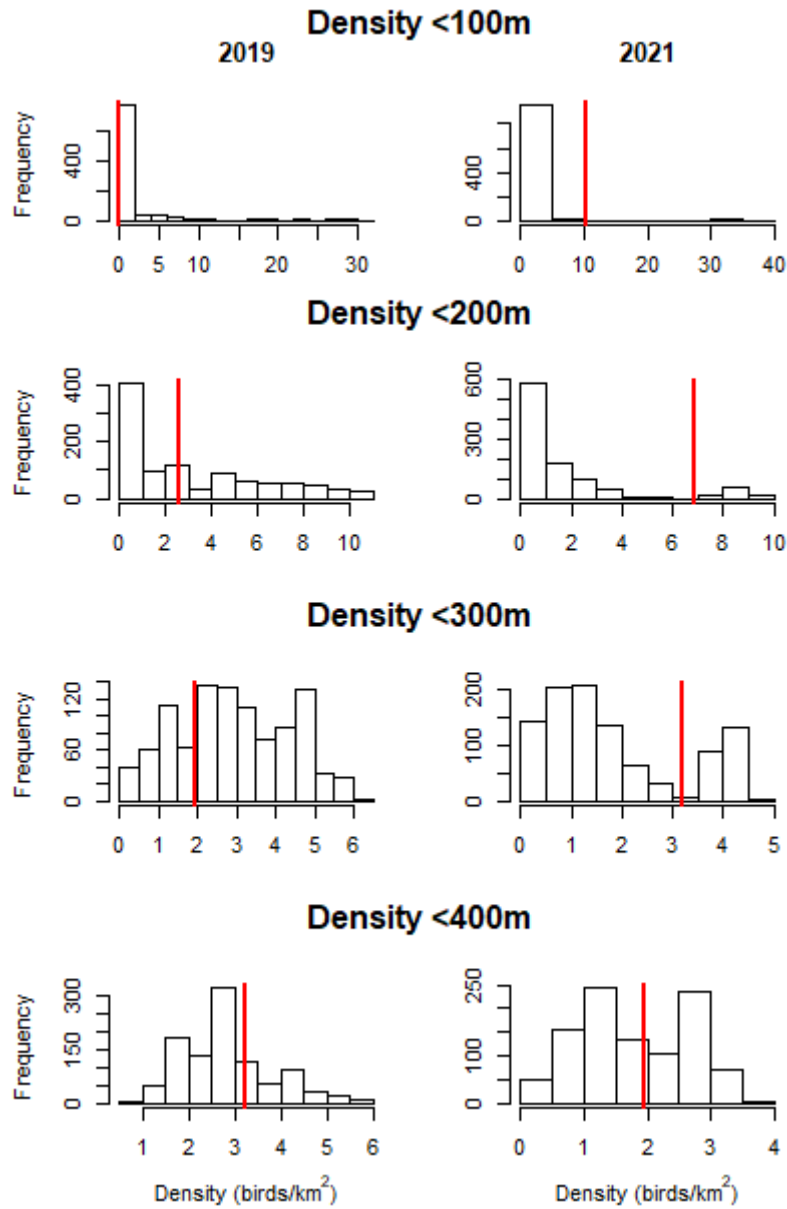 Density <100m
2019 2021
Frequency
400
0
0 5 10 20 30
400
0
0 10 20 30 40
Density <200m
Frequency
400
200
0
0 2 4 6 8 10
600
300
0
0 2 4 6 8 10
Density <300m
Frequency
120
60
0
0 1 2 3 4 5 6
200
100
0
0 1 2 3 4 5
Density <400m
Frequency
300
150
0
1 2 3 4 5 6
250
100
0
0 1 2 3 4
Density (birds/km²) Density (birds/km²)